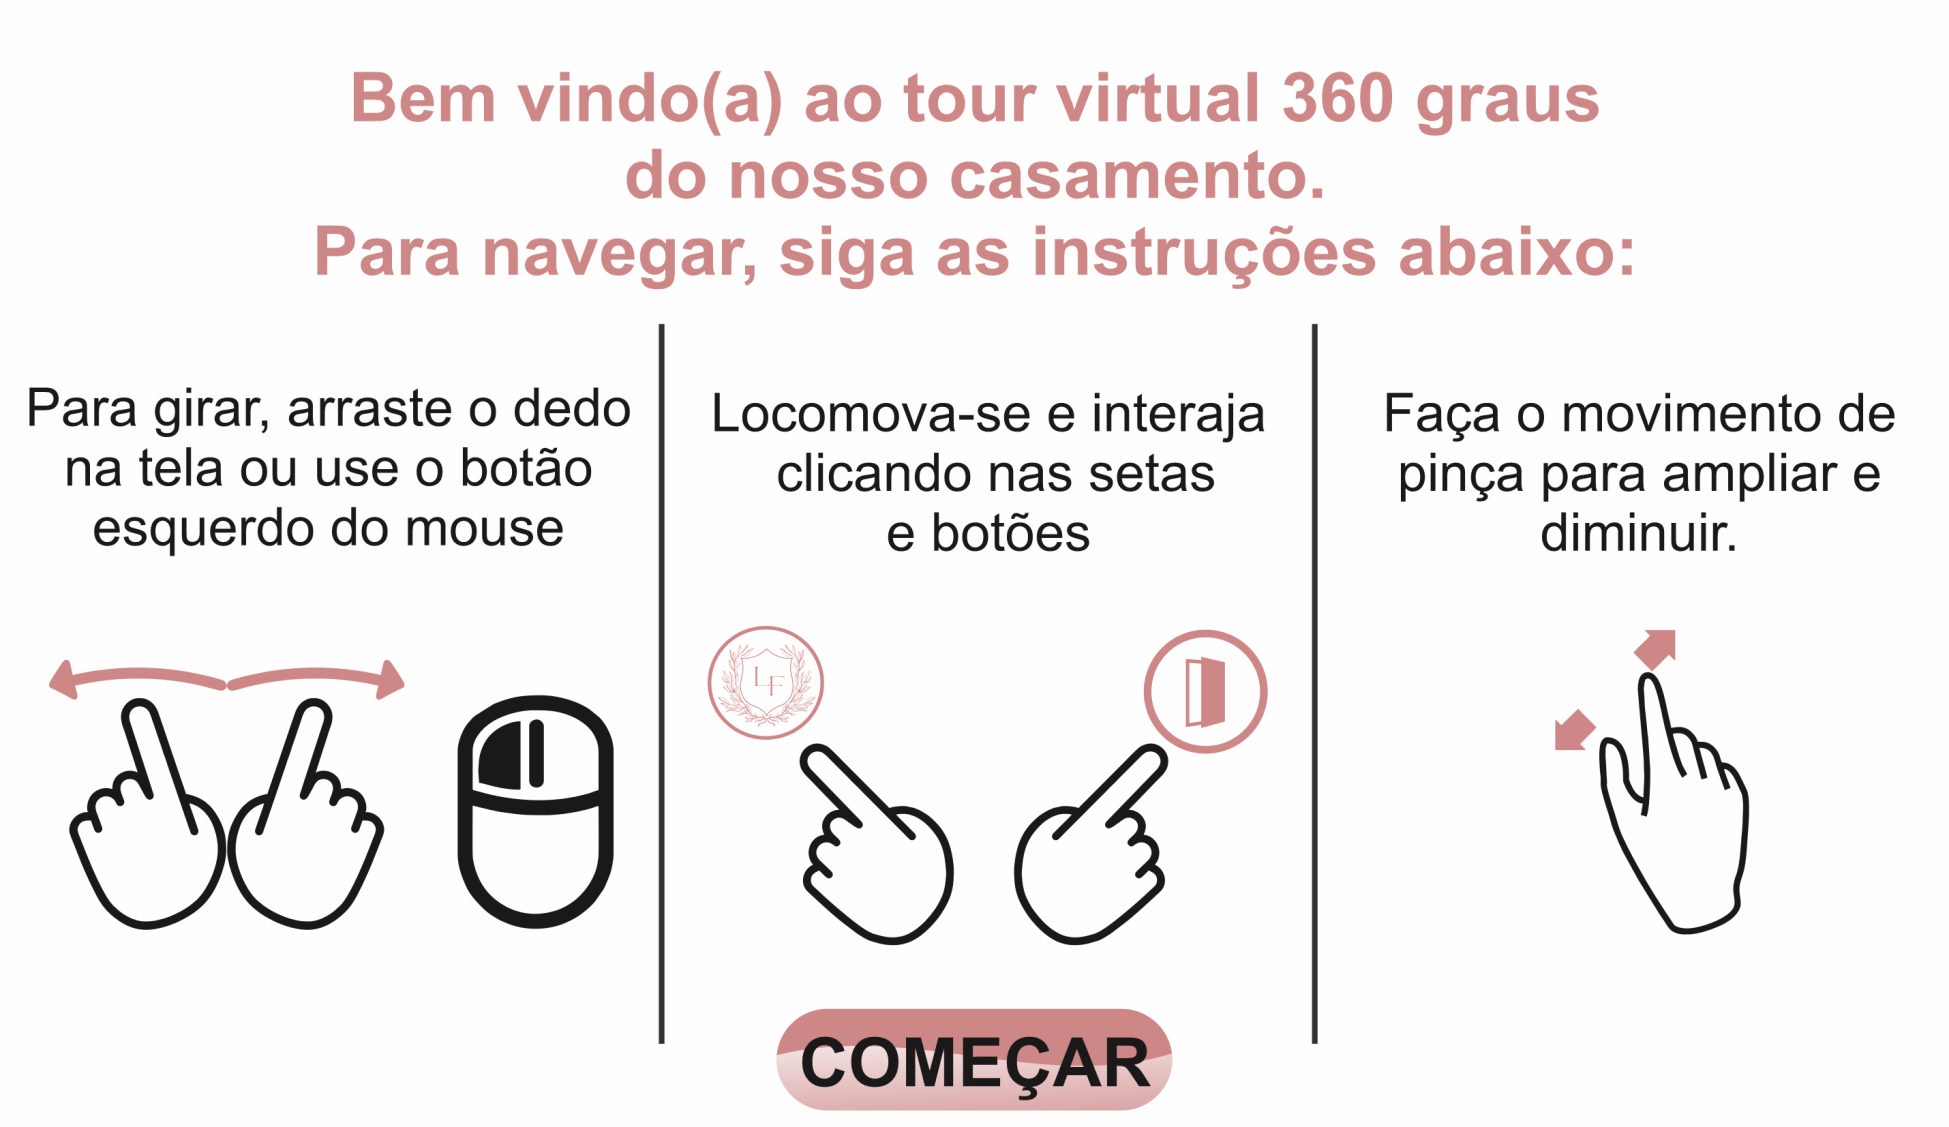 Bem vindo(a) ao tour virtual 360 graus
do nosso casamento.
Para navegar, siga as instruções abaixo:
Para girar, arraste o dedo
na tela ou use o botão
esquerdo do mouse
Locomova-se e interaja
clicando nas setas
e botões
Faça o movimento de
pinça para ampliar e
diminuir.
LF
COMEÇAR